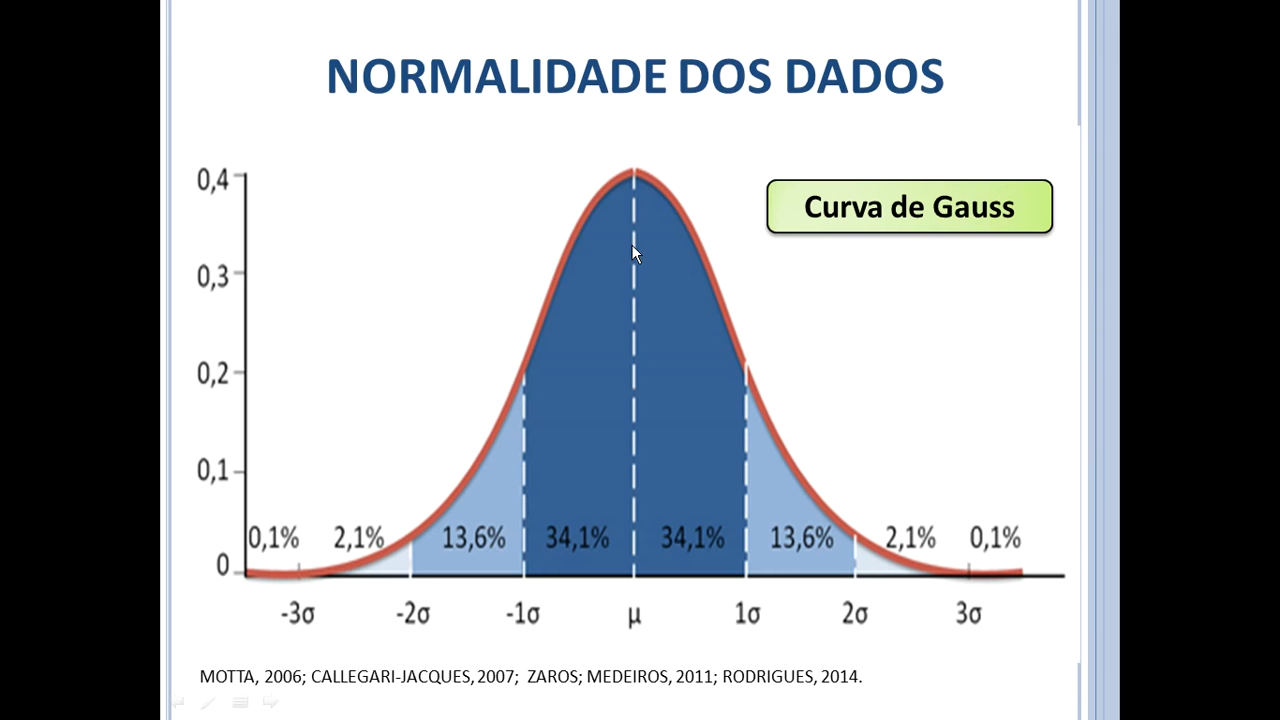 NORMALIDADE DOS DADOS
0,4
Curva de Gauss
0,3
0,2
0,1
0,1% 2,1% 13,6% 34,1% 34,1% 13,6% 2,1% 0,1%
0
-3σ -2σ -1σ μ 1σ 2σ 3σ
MOTTA, 2006; CALLEGARI-JACQUES, 2007; ZAROS; MEDEIROS, 2011; RODRIGUES, 2014.